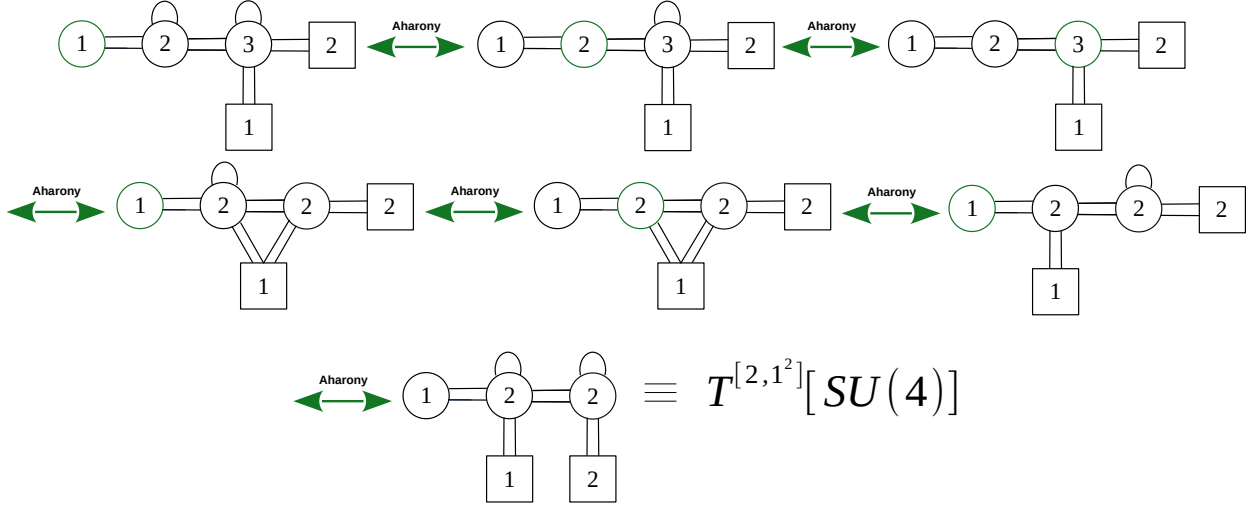 1 2 3 2 Aharony 1 2 3 2 Aharony 1 2 3 2
1 1 1
Aharony 1 2 2 2 Aharony 1 2 2 2 Aharony 1 2 2 2
1 1 1
Aharony 1 2 2 ≡ T^[2,1²][SU(4)]
1 2